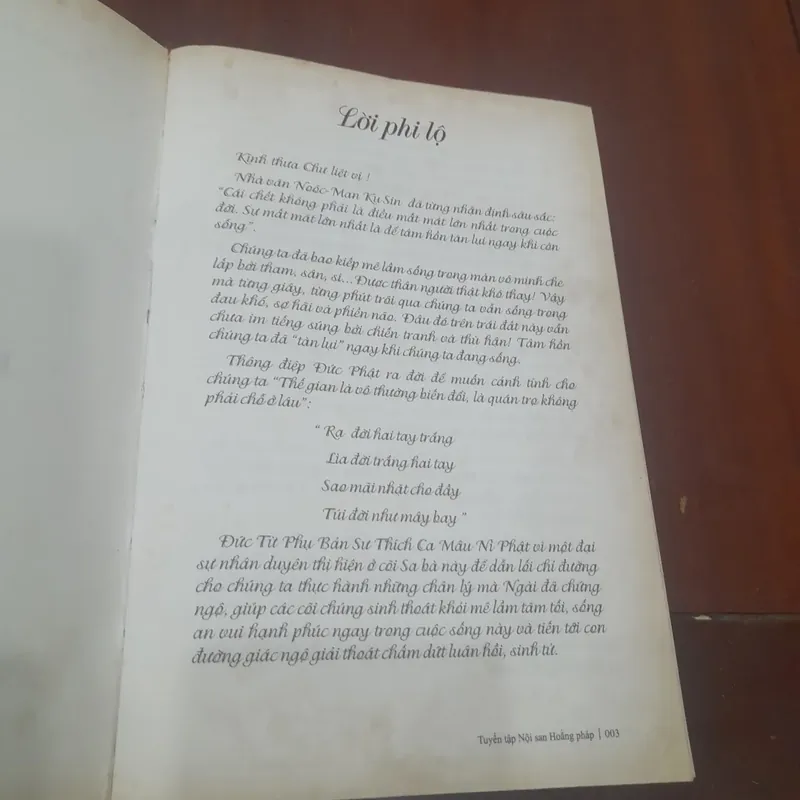 Lời phi lộ
Kính thưa Chư liệt vị !
Nhà văn Noóc-Man Ku Sin đã từng nhận định sâu sắc:
"Cái chết không phải là điều mất mát lớn nhất trong cuộc
đời. Sự mất mát lớn nhất là để tâm hồn tàn lụi ngay khi còn
sống".
Chúng ta đã bao kiếp mê lầm sống trong màn vô minh che
lấp bởi tham, sân, si... Được thân người thật khó thay! Vậy
mà từng giây, từng phút trôi qua chúng ta vẫn sống trong
đau khổ, sợ hãi và phiền não. Đâu đó trên trái đất này vẫn
chưa im tiếng súng bởi chiến tranh và thù hận! Tâm hồn
chúng ta đã "tàn lụi" ngay khi chúng ta đang sống.
Thông điệp Đức Phật ra đời để muốn cảnh tỉnh cho
chúng ta "Thế gian là vô thường biến đổi, là quán trọ không
phải chỗ ở lâu":
" Ra đời hai tay trắng
Lìa đời trắng hai tay
Sao mãi nhặt cho đầy
Túi đời như mây bay "
Đức Từ Phụ Bản Sư Thích Ca Mâu Ni Phật vì một đại
sự nhân duyên thị hiện ở cõi Sa bà này để dẫn lối chỉ đường
cho chúng ta thực hành những chân lý mà Ngài đã chứng
ngộ, giúp các cõi chúng sinh thoát khỏi mê lầm tăm tối, sống
an vui hạnh phúc ngay trong cuộc sống này và tiến tới con
đường giác ngộ giải thoát chấm dứt luân hồi, sinh tử.
Tuyển tập Nội san Hoằng pháp | 003